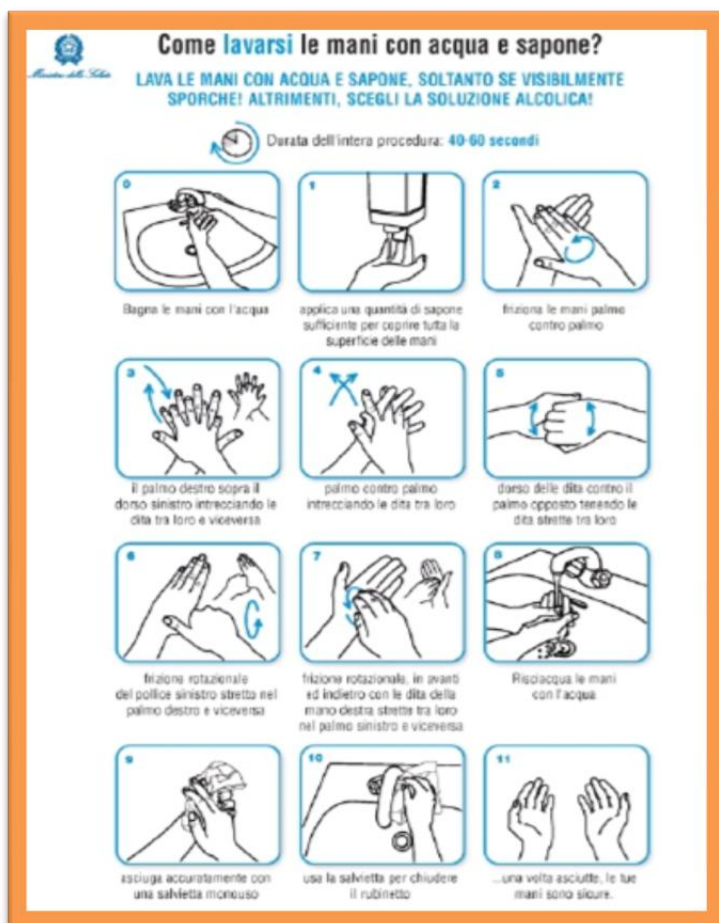 Ministero della Salute
Come lavarsi le mani con acqua e sapone?
LAVA LE MANI CON ACQUA E SAPONE, SOLTANTO SE VISIBILMENTE
SPORCHE! ALTRIMENTI, SCEGLI LA SOLUZIONE ALCOLICA!
Durata dell'intera procedura: 40-60 secondi
0
1
2
Bagna le mani con l'acqua
applica una quantità di sapone
sufficiente per coprire tutta la
superficie delle mani
friziona le mani palmo
contro palmo
3
4
5
il palmo destro sopra il
dorso sinistro intrecciando le
dita tra loro e viceversa
palmo contro palmo
intrecciando le dita tra loro
dorso delle dita contro il
palmo opposto tenendo le
dita strette tra loro
6
7
8
frizione rotazionale
del pollice sinistro stretto nel
palmo destro e viceversa
frizione rotazionale, in avanti
ed indietro con le dita della
mano destra strette tra loro
nel palmo sinistro e viceversa
Risciacqua le mani
con l'acqua
9
10
11
asciuga accuratamente con
una salvietta monouso
usa la salvietta per chiudere
il rubinetto
...una volta asciutte, le tue
mani sono sicure.